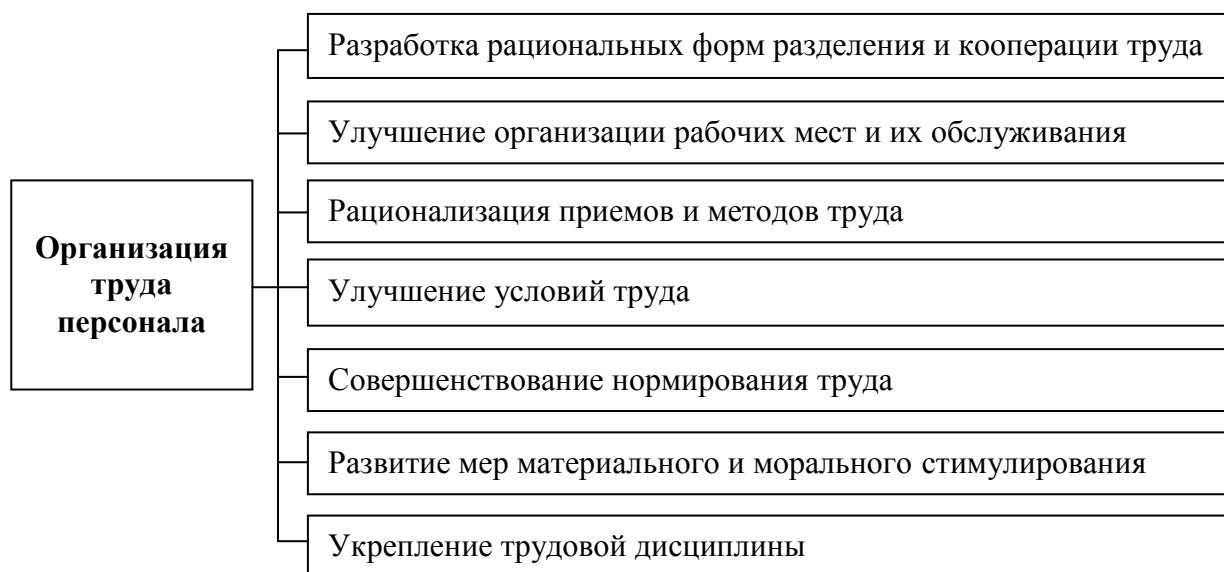 Разработка рациональных форм разделения и кооперации труда
Улучшение организации рабочих мест и их обслуживания
Рационализация приемов и методов труда
Организация
труда
персонала
Улучшение условий труда
Совершенствование нормирования труда
Развитие мер материального и морального стимулирования
Укрепление трудовой дисциплины